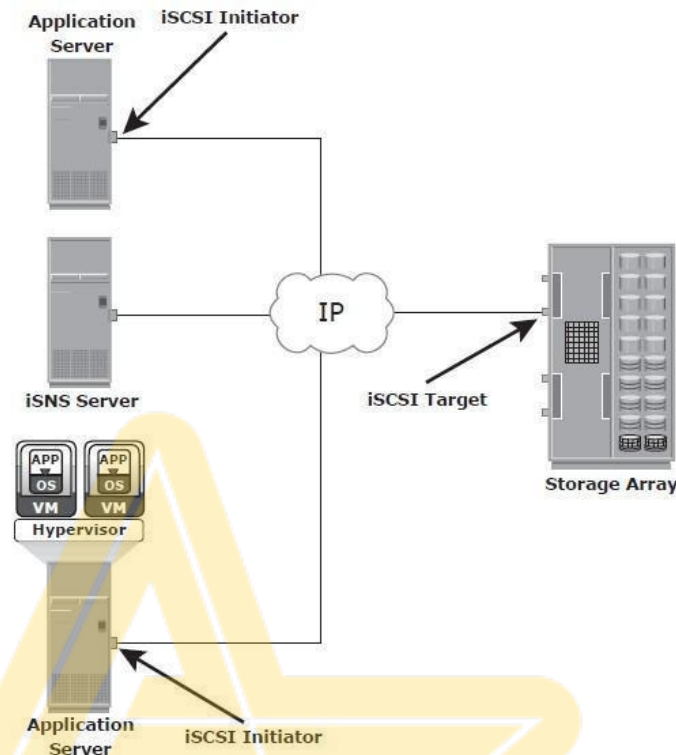 Application
Server
iSCSI Initiator
IP
iSNS Server
iSCSI Target
Storage Array
APP
OS
VM
APP
OS
VM
Hypervisor
Application
Server
iSCSI Initiator